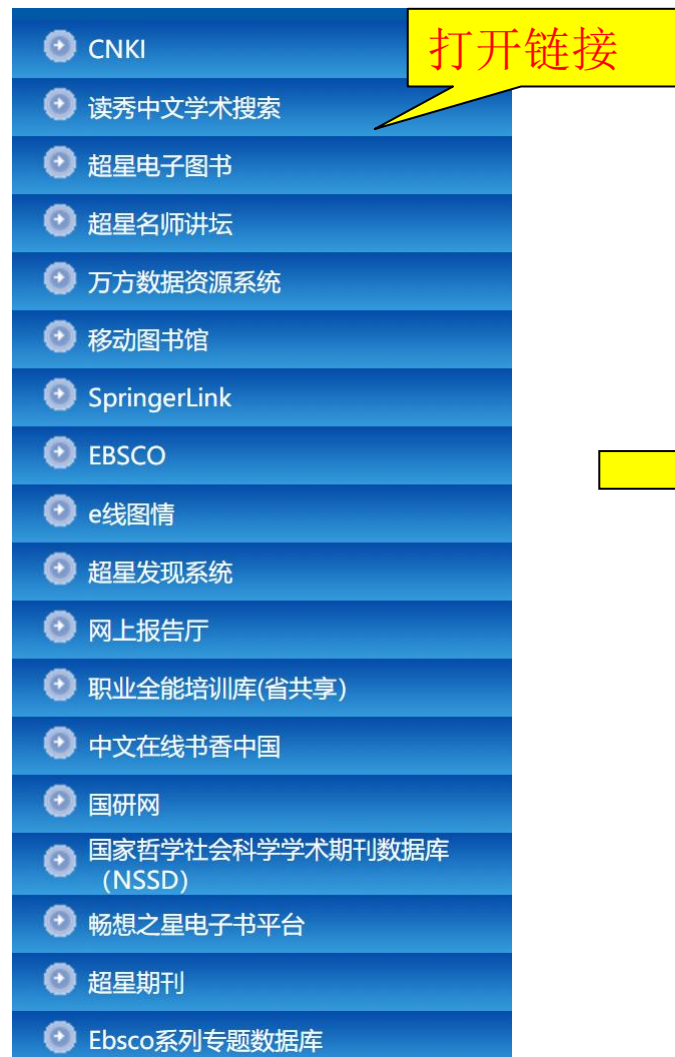 CNKI
打开链接
读秀中文学术搜索
超星电子图书
超星名师讲坛
万方数据资源系统
移动图书馆
SpringerLink
EBSCO
e线图情
超星发现系统
网上报告厅
职业全能培训库(省共享)
中文在线书香中国
国研网
国家哲学社会科学学术期刊数据库
（NSSD）
畅想之星电子书平台
超星期刊
Ebsco系列专题数据库